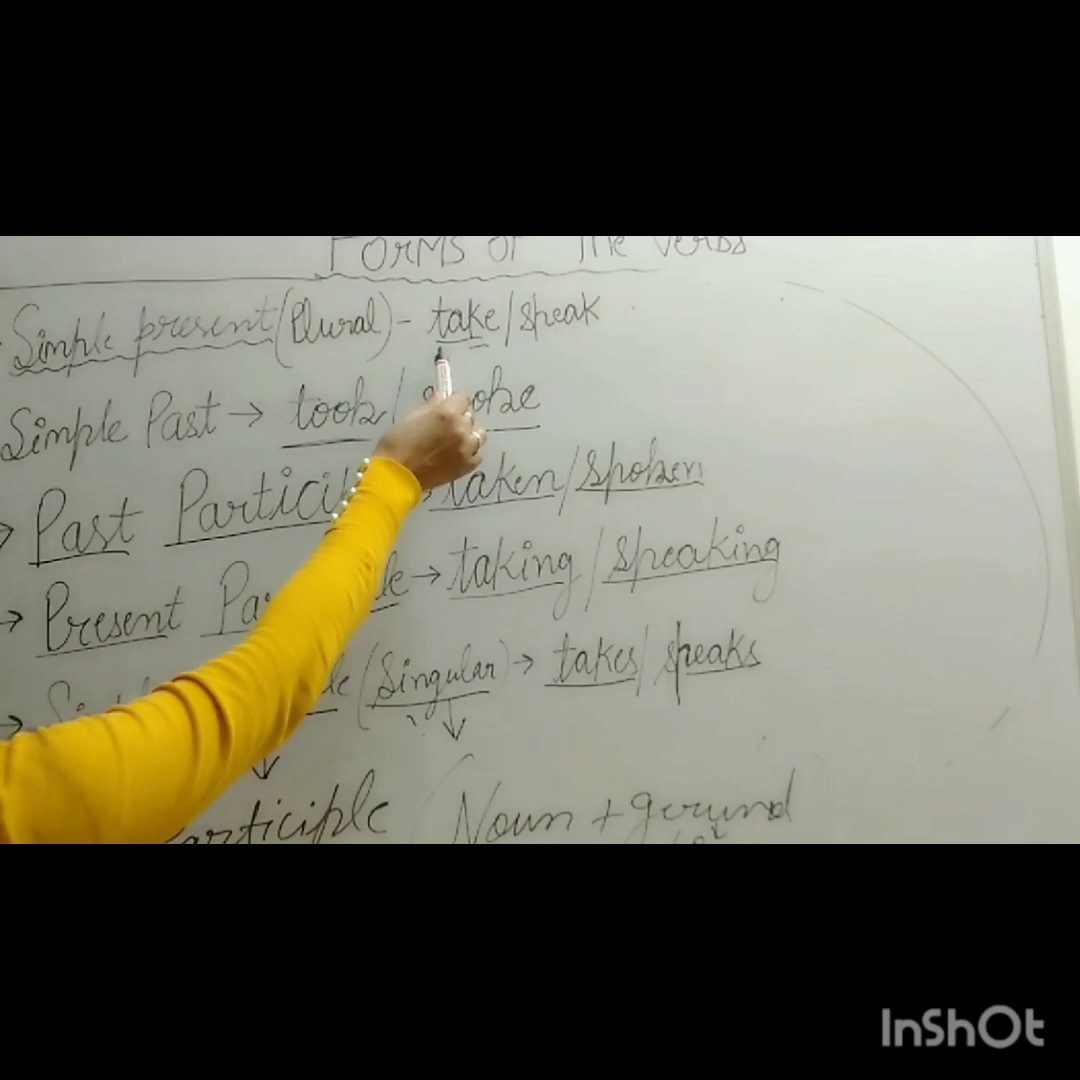 Forms of The Verbs
Simple present (Plural) - take/speak
Simple Past → took/
Past → taken/spoken
→ Present → taking/speaking
→ (Singular) → takes/speaks
Participle (Noun + gerund
InShOt